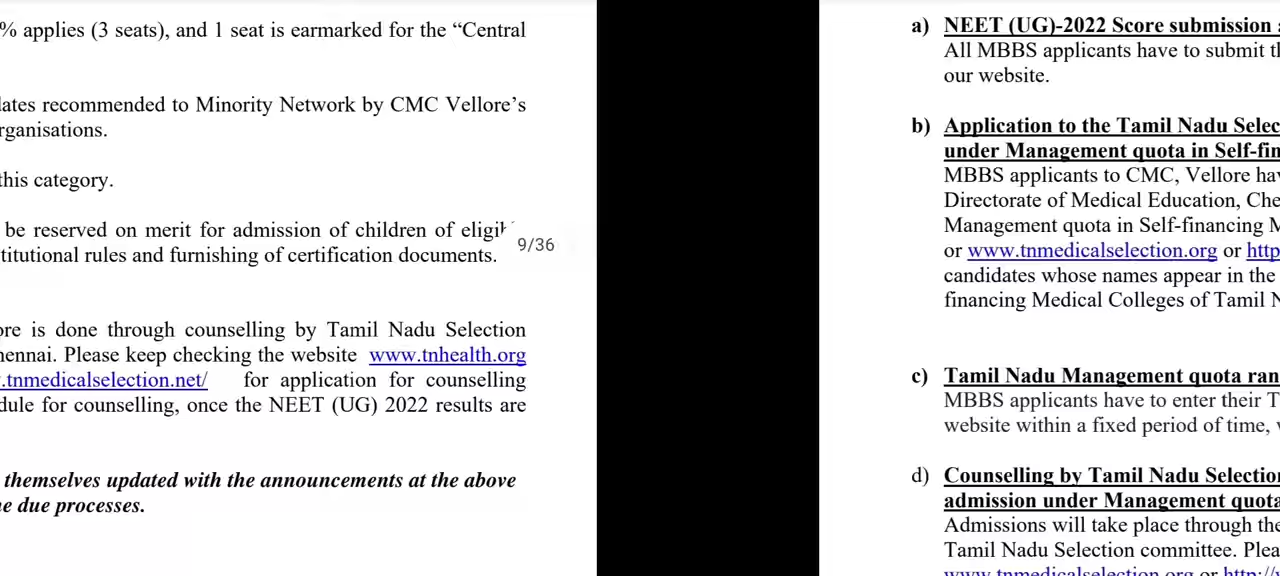 % applies (3 seats), and 1 seat is earmarked for the “Central
dates recommended to Minority Network by CMC Vellore’s
rganisations.
this category.
be reserved on merit for admission of children of
titutional rules and furnishing of certification documents.
9/36
ore is done through counselling by Tamil Nadu Selection
hennai. Please keep checking the website www.tnhealth.org
.tnmedicalselection.net/ for application for counselling
dule for counselling, once the NEET (UG) 2022 results are
themselves updated with the announcements at the above
e due processes.
a) NEET (UG)-2022 Score submission
All MBBS applicants have to submit th
our website.
b) Application to the Tamil Nadu Selec
under Management quota in Self-fin
MBBS applicants to CMC, Vellore hav
Directorate of Medical Education, Che
Management quota in Self-financing M
or www.tnmedicalselection.org or http
candidates whose names appear in the
financing Medical Colleges of Tamil N
c) Tamil Nadu Management quota ran
MBBS applicants have to enter their T
website within a fixed period of time,
d) Counselling by Tamil Nadu Selection
admission under Management quota
Admissions will take place through the
Tamil Nadu Selection committee. Plea
www.tnmedicalselection.org or http://